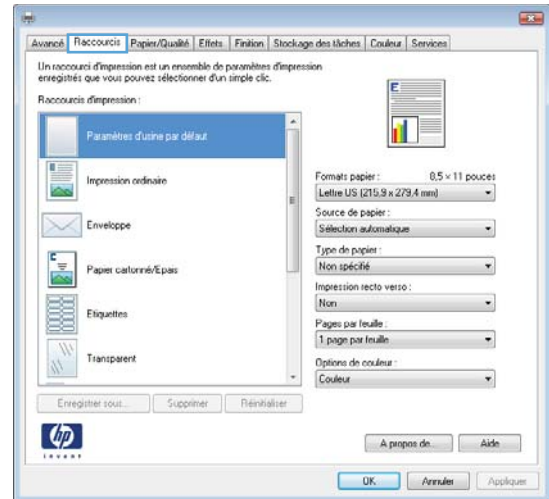 Avancé Raccourcis Papier/Qualité Effets Finition Stockage des tâches Couleur Services
Un raccourci d'impression est un ensemble de paramètres d'impression
enregistrés que vous pouvez sélectionner d'un simple clic.
Raccourcis d'impression :
Paramètres d'usine par défaut
Impression ordinaire
Enveloppe
Papier cartonné/Epais
Etiquettes
Transparent
E
Formats papier : 8,5 × 11 pouces
Lettre US (215,9 x 279,4 mm)
Source de papier :
Sélection automatique
Type de papier :
Non spécifié
Impression recto verso :
Non
Pages par feuille :
1 page par feuille
Options de couleur :
Couleur
Enregistrer sous... Supprimer Réinitialiser
hp
invent
A propos de... Aide
OK Annuler Appliquer